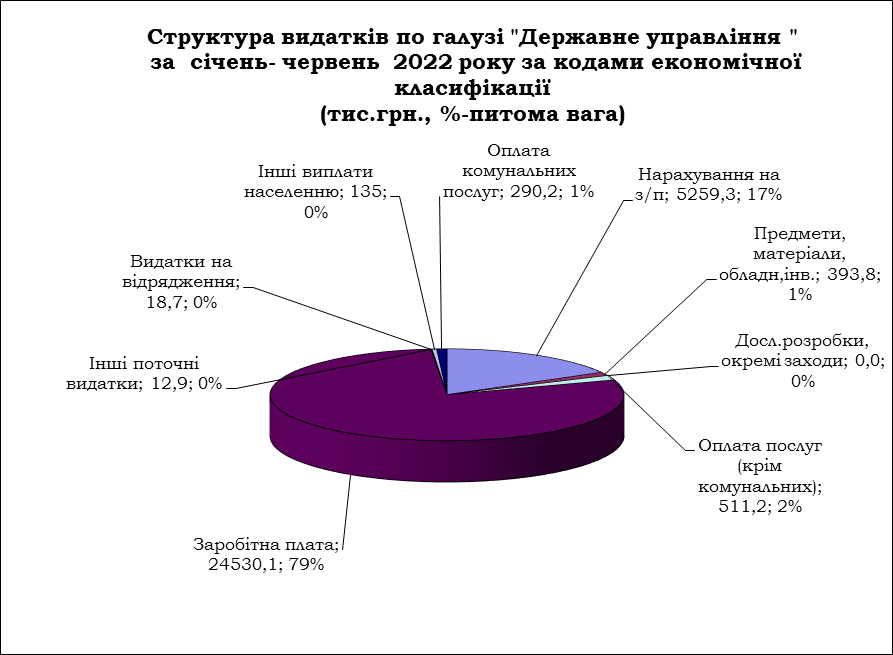 Структура видатків по галузі "Державне управління "
за січень- червень 2022 року за кодами економічної
класифікації
(тис.грн., %-питома вага)
Оплата
комунальних
послуг; 290,2; 1%
Інші виплати
населенню; 135;
0%
Нарахування на
з/п; 5259,3; 17%
Предмети,
матеріали,
обладн,інв.; 393,8;
1%
Видатки на
відрядження;
18,7; 0%
Досл.розробки,
окремі заходи; 0,0;
0%
Інші поточні
видатки; 12,9; 0%
Оплата послуг
(крім
комунальних);
511,2; 2%
Заробітна плата;
24530,1; 79%